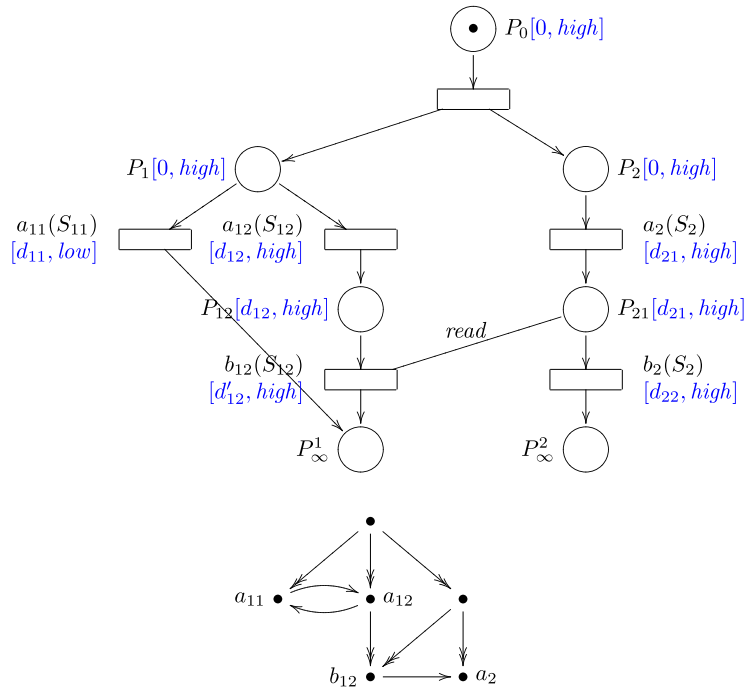 P₀[0, high]
P₁[0, high]
P₂[0, high]
a₁₁(S₁₁)
[d₁₁, low]
a₁₂(S₁₂)
[d₁₂, high]
a₂(S₂)
[d₂₁, high]
P₁₂[d₁₂, high]
P₂₁[d₂₁, high]
read
b₁₂(S₁₂)
[d′₁₂, high]
b₂(S₂)
[d₂₂, high]
P¹∞
P²∞
a₁₁
a₁₂
b₁₂
a₂